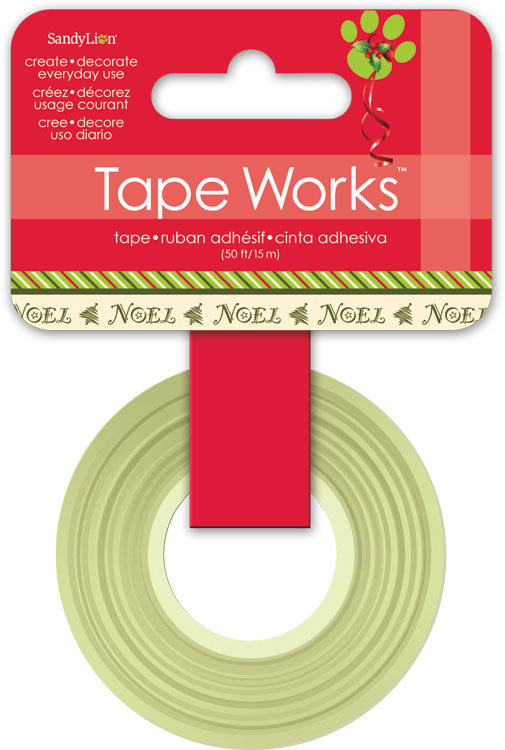 SandyLion
create • decorate
everyday use
créez • décorez
usage courant
cree • decore
uso diario
Tape Works™
tape • ruban adhésif • cinta adhesiva
(50 ft/15 m)
NOEL NOEL NOEL NOEL NOEL